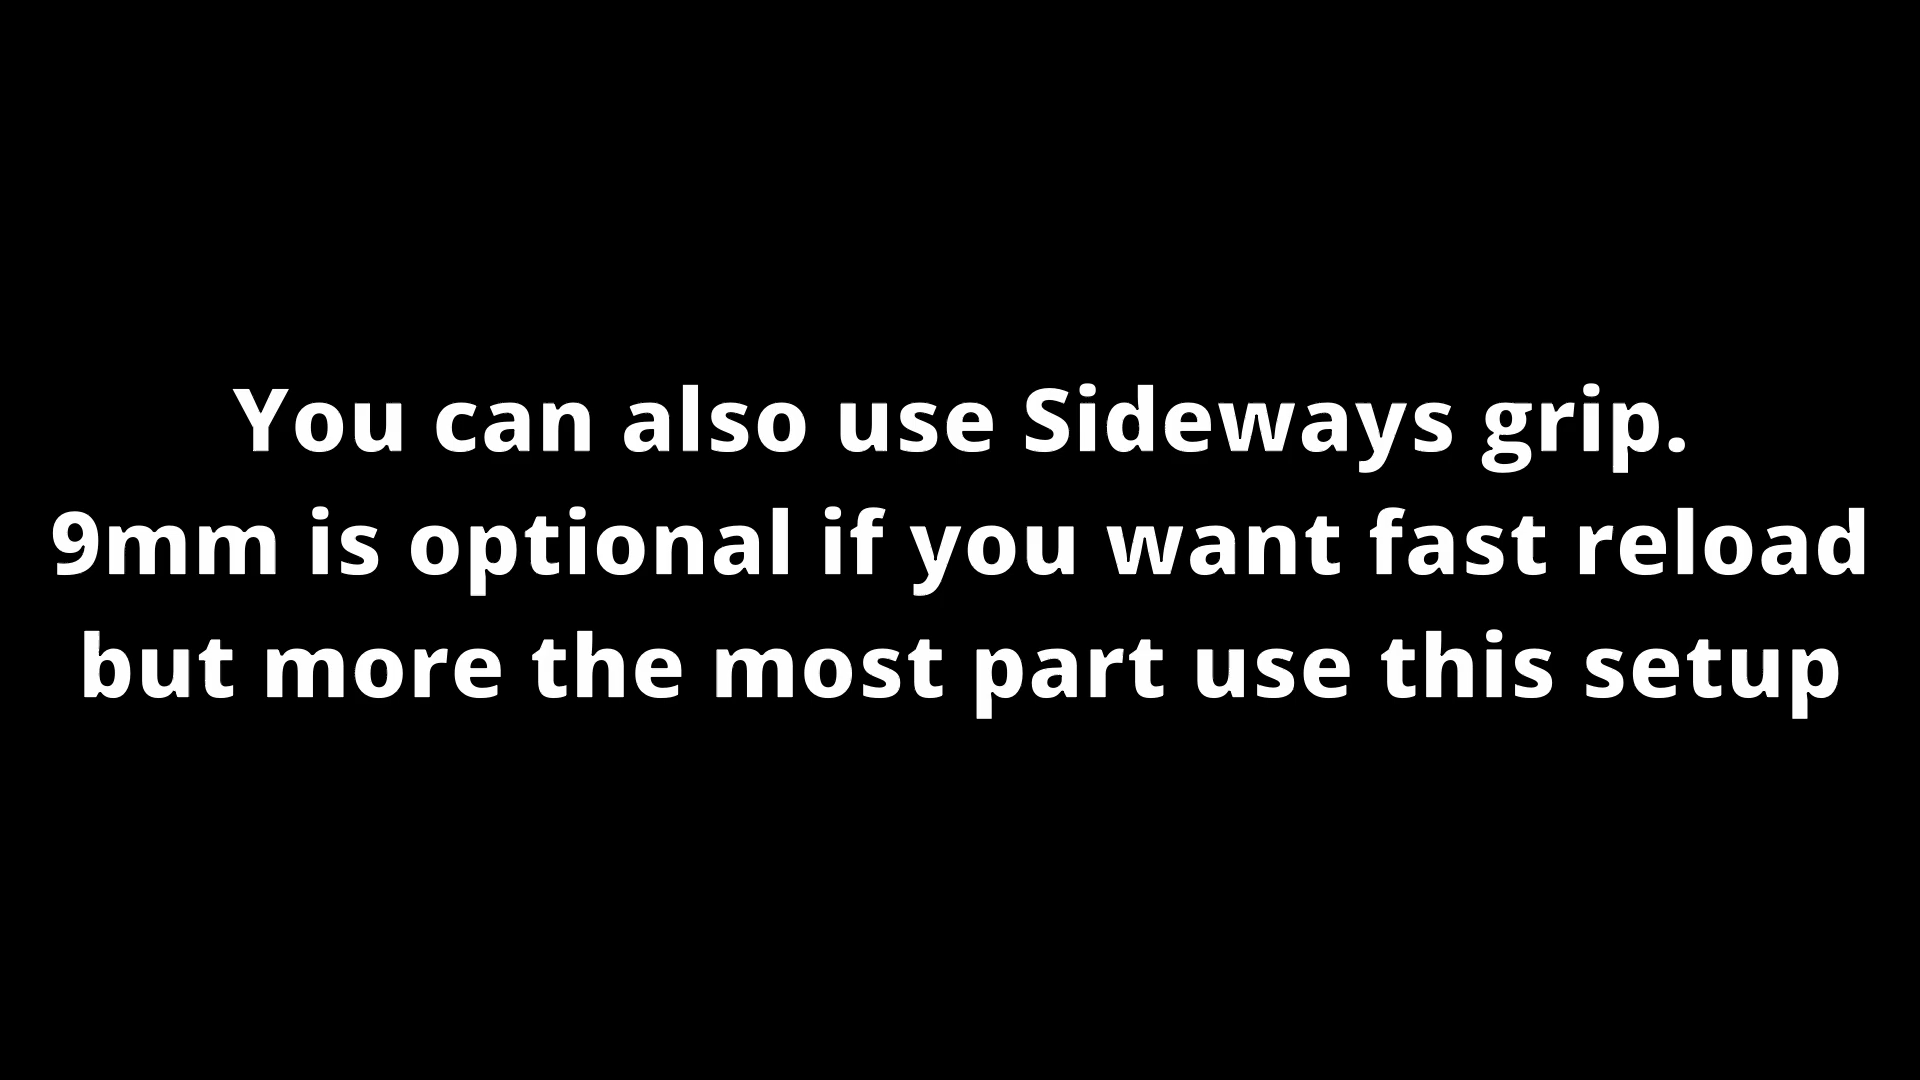 You can also use Sideways grip.
9mm is optional if you want fast reload
but more the most part use this setup